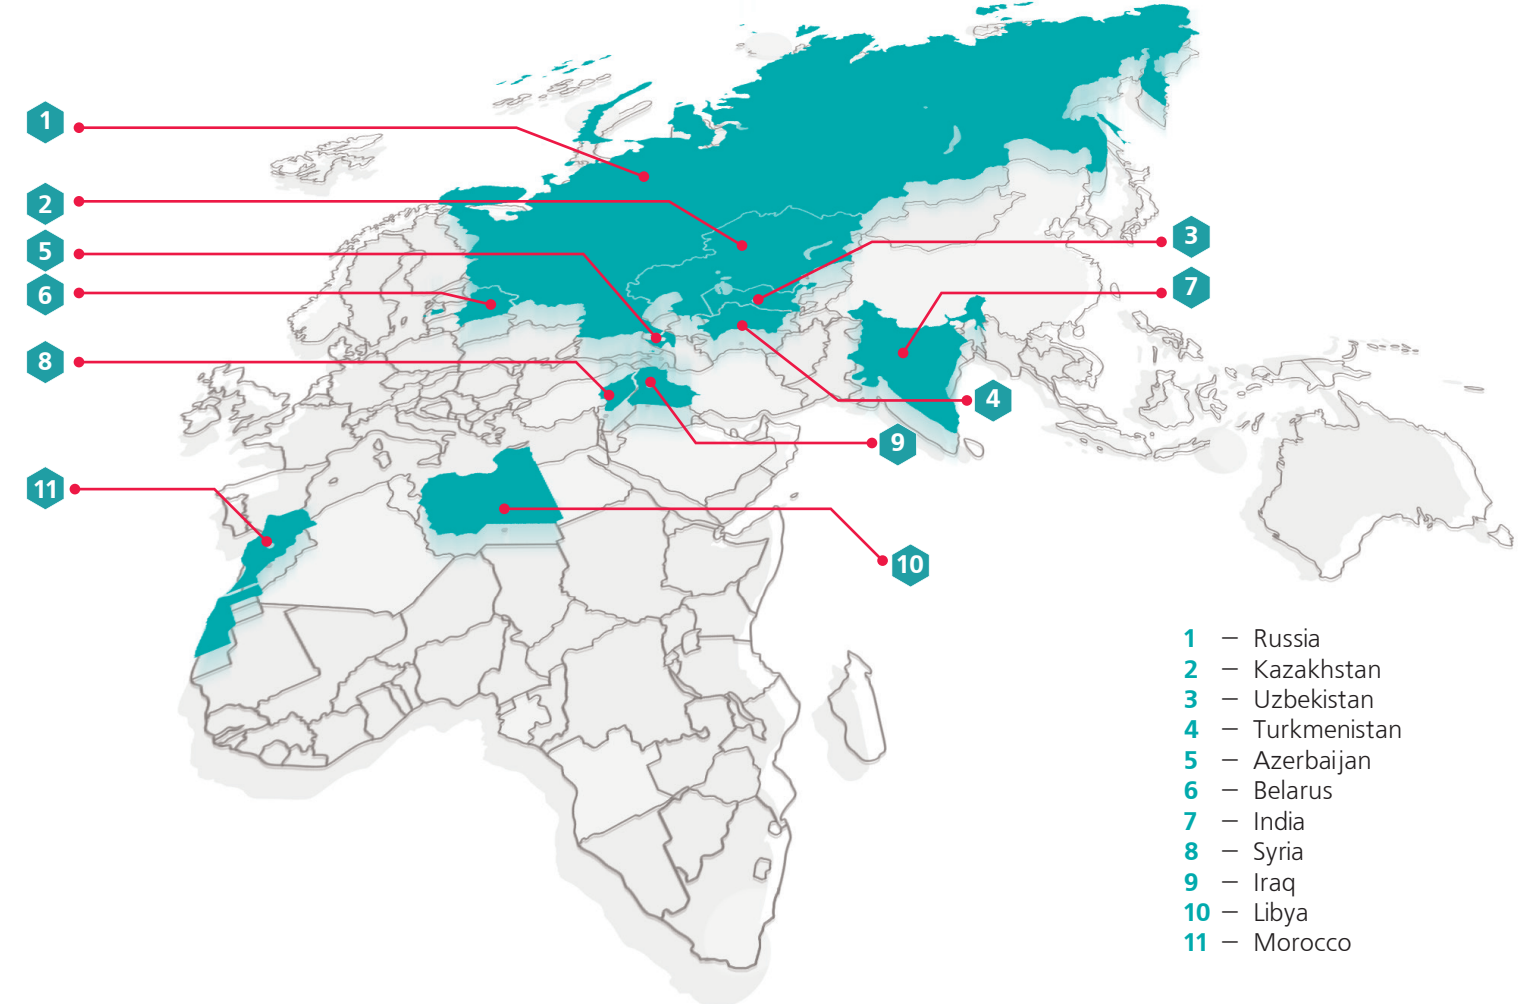 1
2
5
3
6
7
8
4
9
11
10
1 – Russia
2 – Kazakhstan
3 – Uzbekistan
4 – Turkmenistan
5 – Azerbaijan
6 – Belarus
7 – India
8 – Syria
9 – Iraq
10 – Libya
11 – Morocco